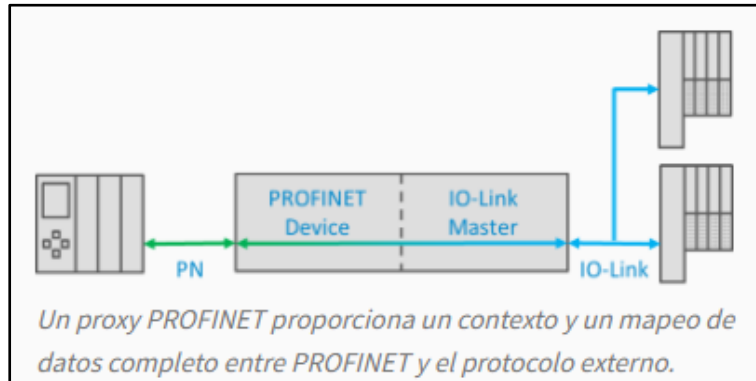 PROFINET
Device
IO-Link
Master
PN
IO-Link
Un proxy PROFINET proporciona un contexto y un mapeo de
datos completo entre PROFINET y el protocolo externo.